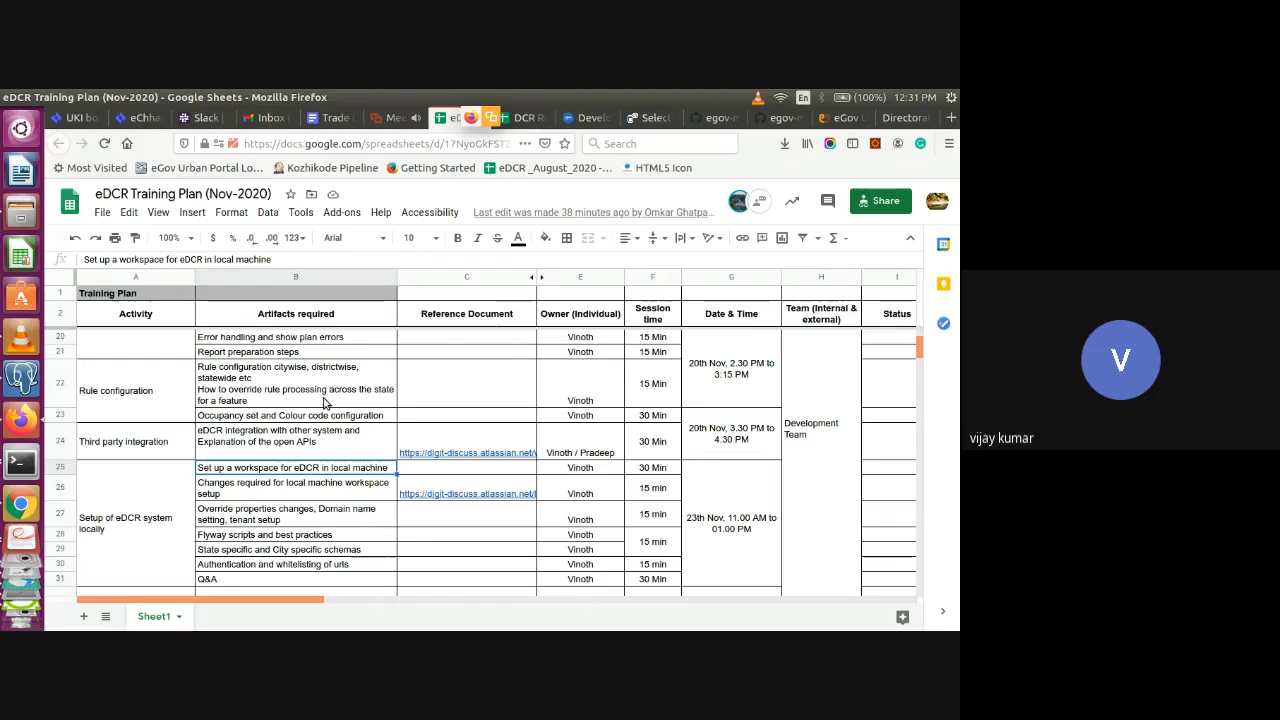 eDCR Training Plan (Nov-2020) - Google Sheets - Mozilla Firefox
En (100%) 12:31 PM
UKI bo eChhav Slack Inbox Trade Me eD DCR Ru Develo Select egov-m egov-m eGov U Directorat
https://docs.google.com/spreadsheets/d/17NyoGkFST Search
Most Visited eGov Urban Portal Lo Kozhikode Pipeline Getting Started eDCR _August_2020 -... HTML5 Icon
eDCR Training Plan (Nov-2020)
Share
File Edit View Insert Format Data Tools Add-ons Help Accessibility Last edit was made 38 minutes ago by Omkar Ghatpa...
100% $ % .0 .00 123 Arial 10 B I S A
fx Set up a workspace for eDCR in local machine
A B C E F G H I
1 Training Plan
2 Activity Artifacts required Reference Document Owner (Individual) Session time Date & Time Team (Internal & external) Status
20 Error handling and show plan errors Vinoth 15 Min
21 Report preparation steps Vinoth 15 Min
20th Nov, 2.30 PM to
3:15 PM
22 Rule configuration citywise, districtwise,
statewide etc
How to override rule processing across the state
for a feature Vinoth 15 Min
Rule configuration
23 Occupancy set and Colour code configuration Vinoth 30 Min
20th Nov, 3.30 PM to
4.30 PM
24 Third party integration eDCR integration with other system and
Explanation of the open APIs https://digit-discuss.atlassian.net/ Vinoth / Pradeep 30 Min
Development
Team
25 Set up a workspace for eDCR in local machine Vinoth 30 Min
26 Changes required for local machine workspace
setup https://digit-discuss.atlassian.net/ Vinoth 15 min
27 Override properties changes, Domain name
setting, tenant setup Vinoth 15 min
Setup of eDCR system
locally
23th Nov, 11.00 AM to
01.00 PM
28 Flyway scripts and best practices Vinoth
15 min
29 State specific and City specific schemas Vinoth
30 Authentication and whitelisting of urls Vinoth 15 min
31 Q&A Vinoth 30 Min
Sheet1
V
vijay kumar